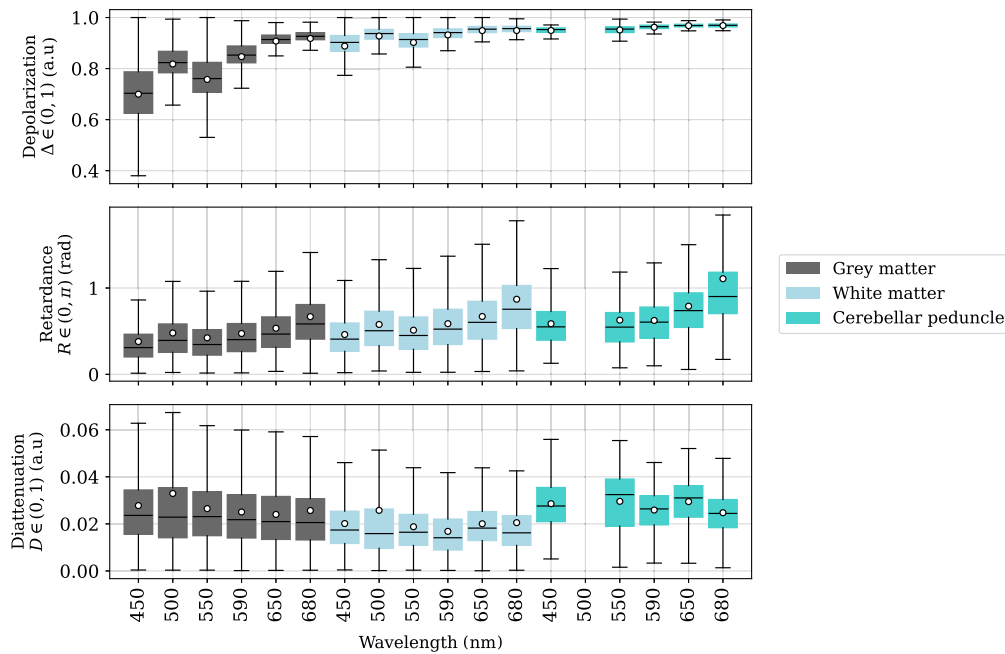 Depolarization
Δ ∈ (0, 1) (a.u)
1.0
0.8
0.6
0.4
Retardance
R ∈ (0, π) (rad)
1
0
Diattenuation
D ∈ (0, 1) (a.u)
0.06
0.04
0.02
0.00
450 500 550 590 650 680 450 500 550 590 650 680 450 550 590 650 680
Wavelength (nm)
Grey matter
White matter
Cerebellar peduncle